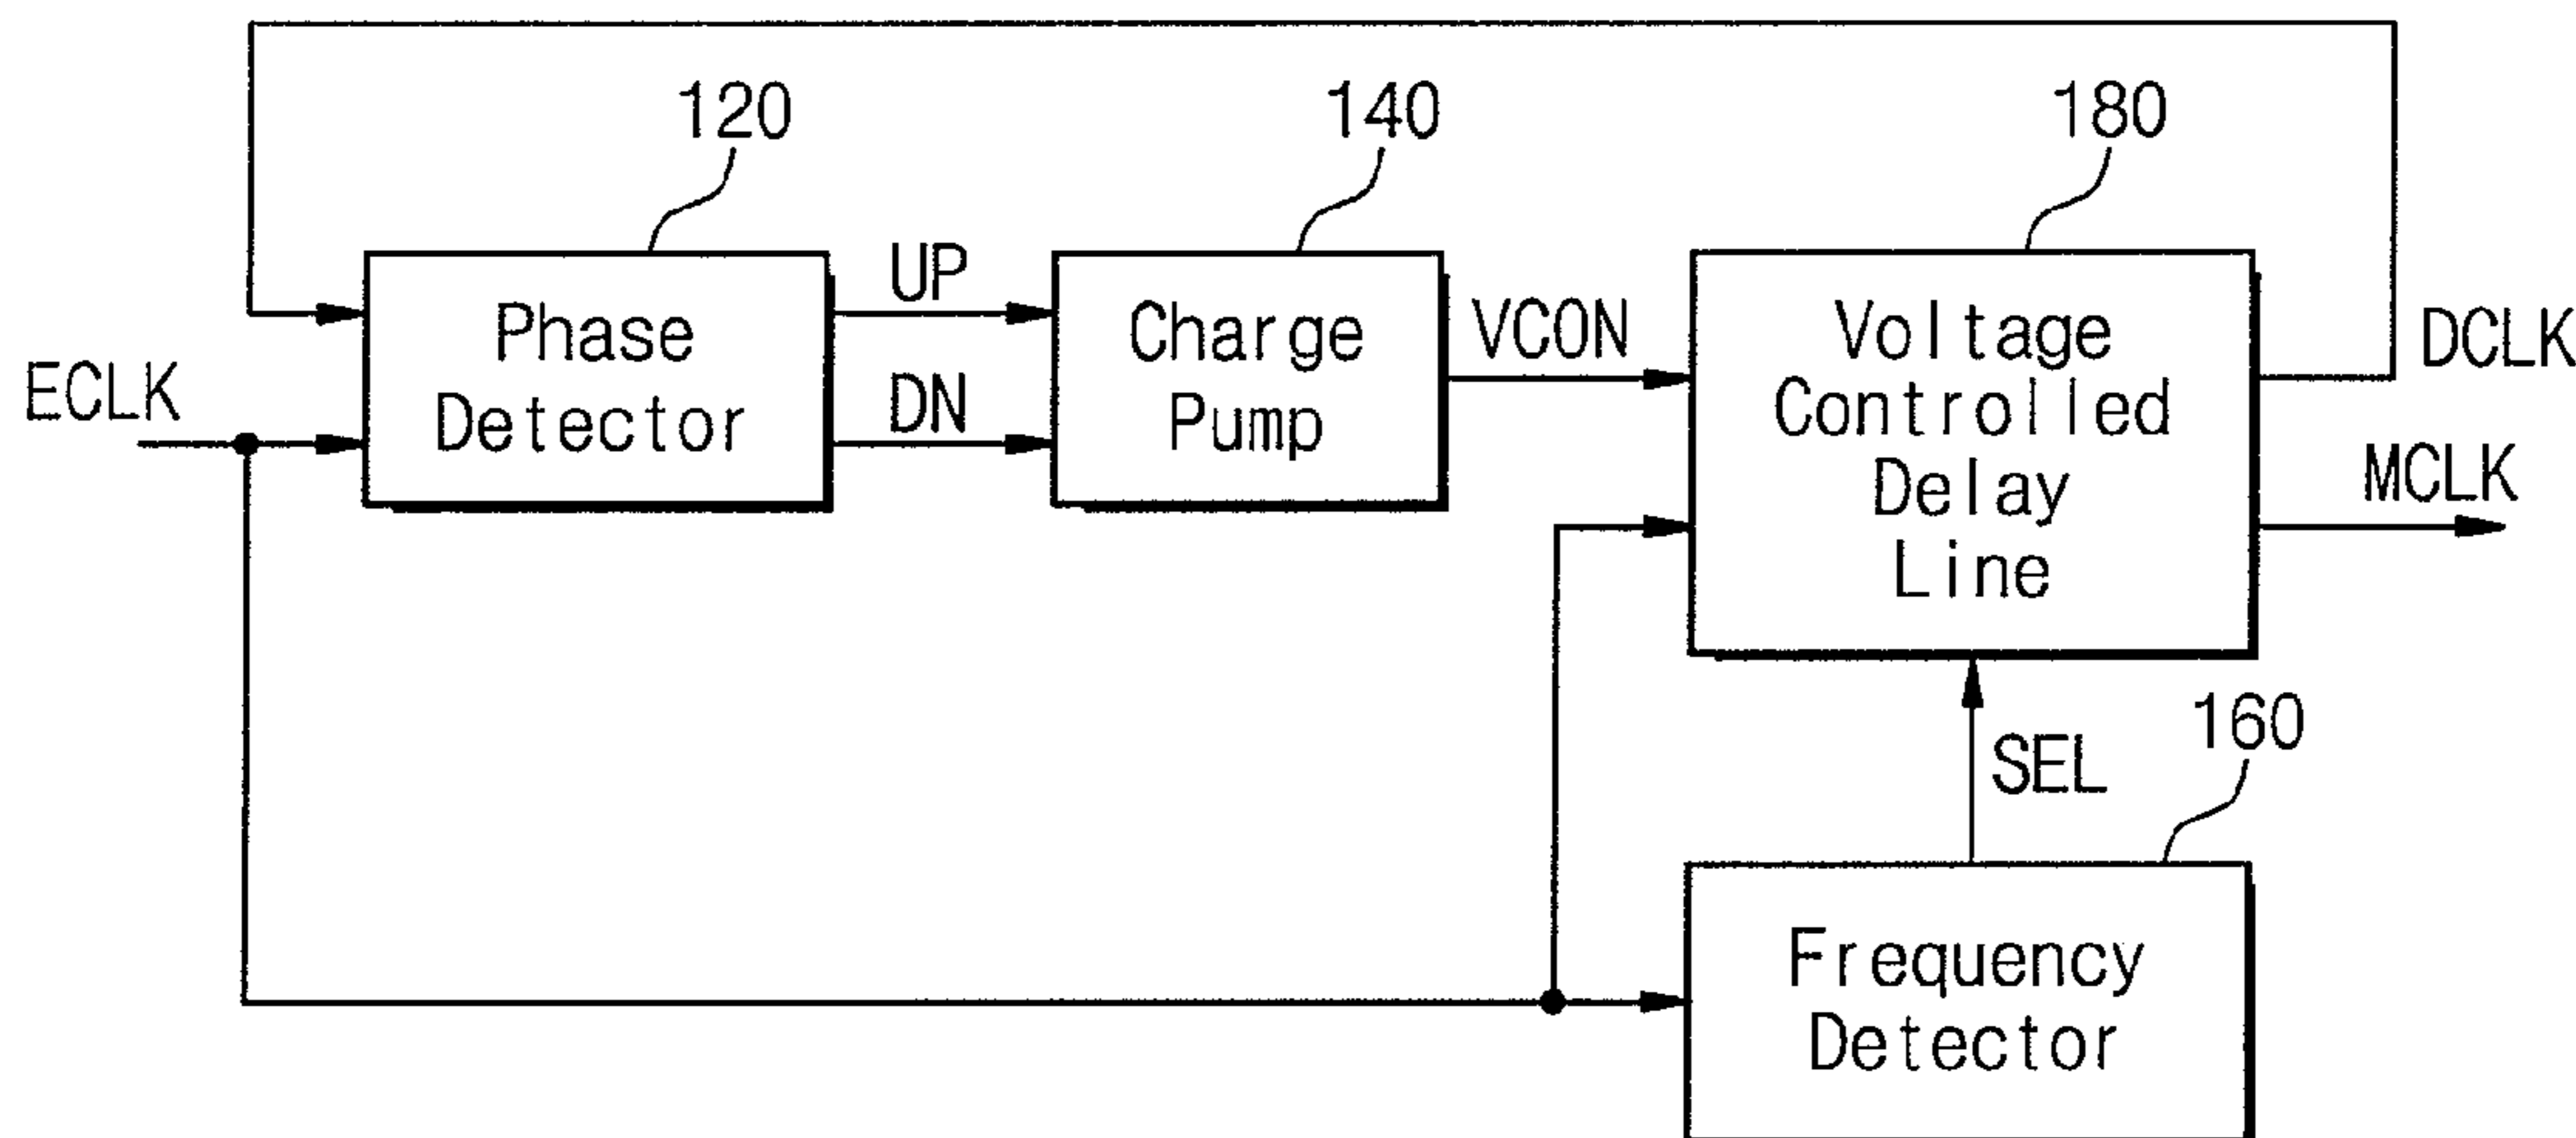 120
140
180
UP
DN
VCON
DCLK
MCLK
ECLK
Phase
Detector
Charge
Pump
Voltage
Controlled
Delay
Line
SEL
160
Frequency
Detector